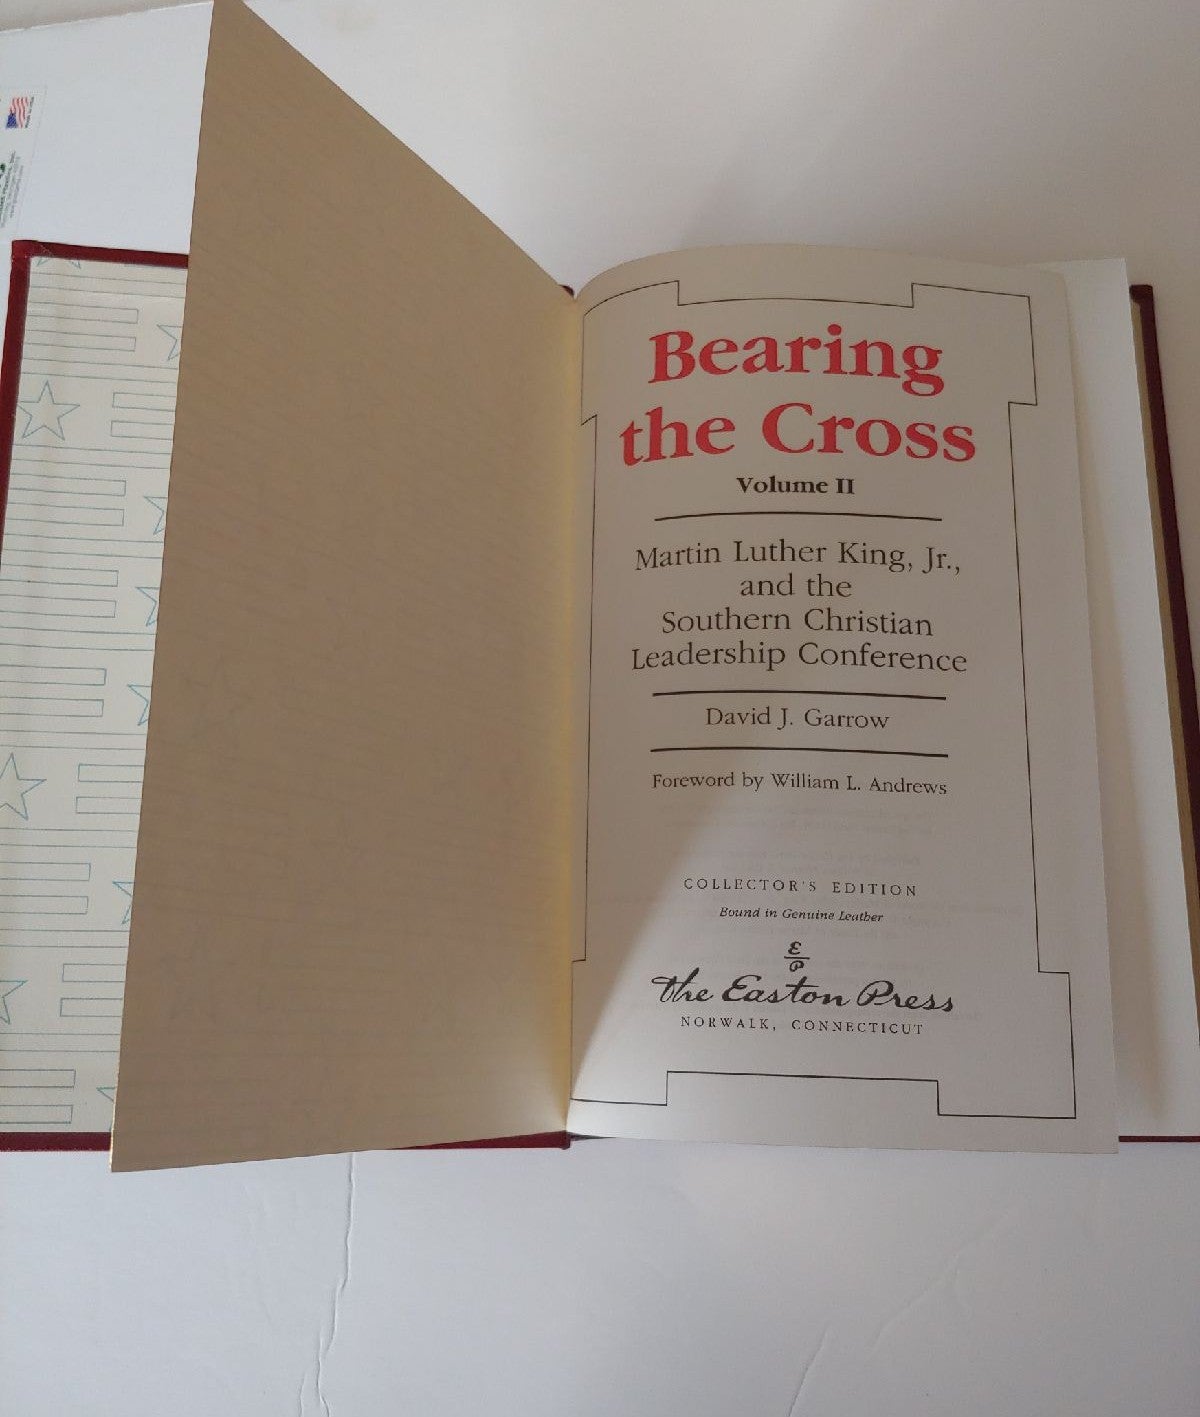 Bearing
the Cross
Volume II
Martin Luther King, Jr.,
and the
Southern Christian
Leadership Conference
David J. Garrow
Foreword by William L. Andrews
COLLECTOR'S EDITION
Bound in Genuine Leather
E
P
The Easton Press
NORWALK, CONNECTICUT